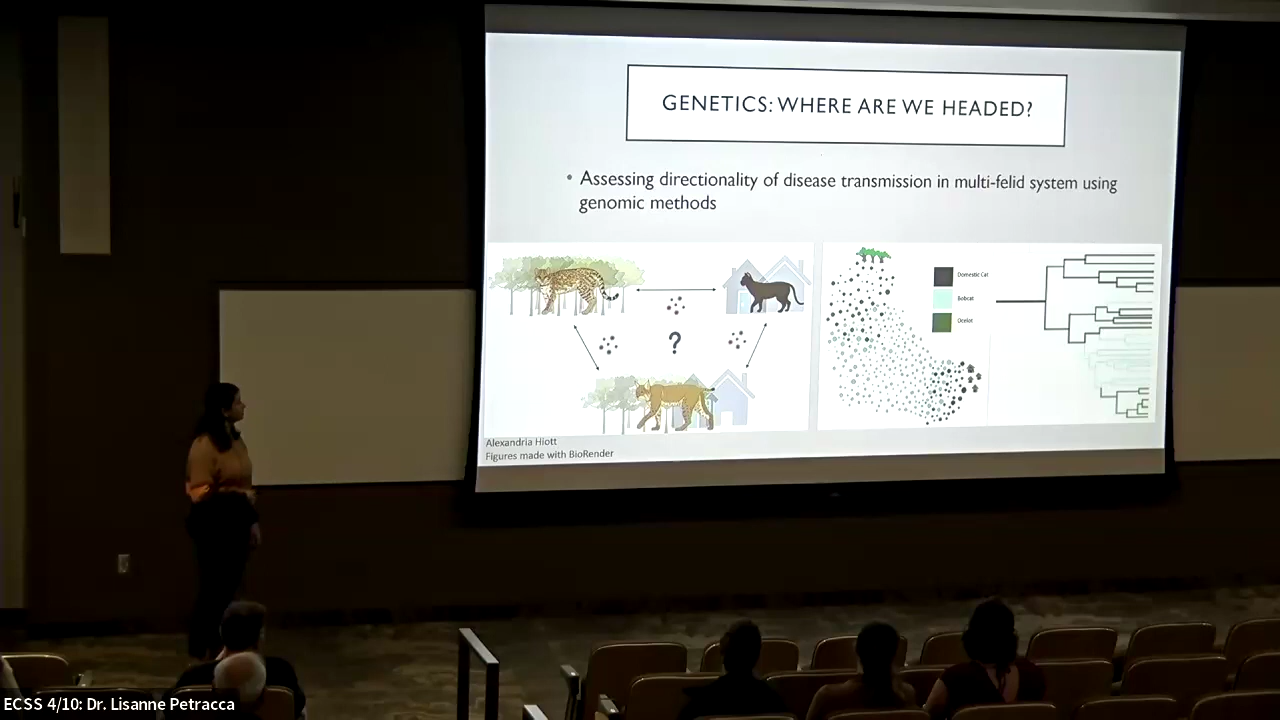 GENETICS: WHERE ARE WE HEADED?
• Assessing directionality of disease transmission in multi-felid system using
genomic methods
?
Domestic Cat
Bobcat
Ocelot
Alexandria Hiott
Figures made with BioRender
ECSS 4/10: Dr. Lisanne Petracca